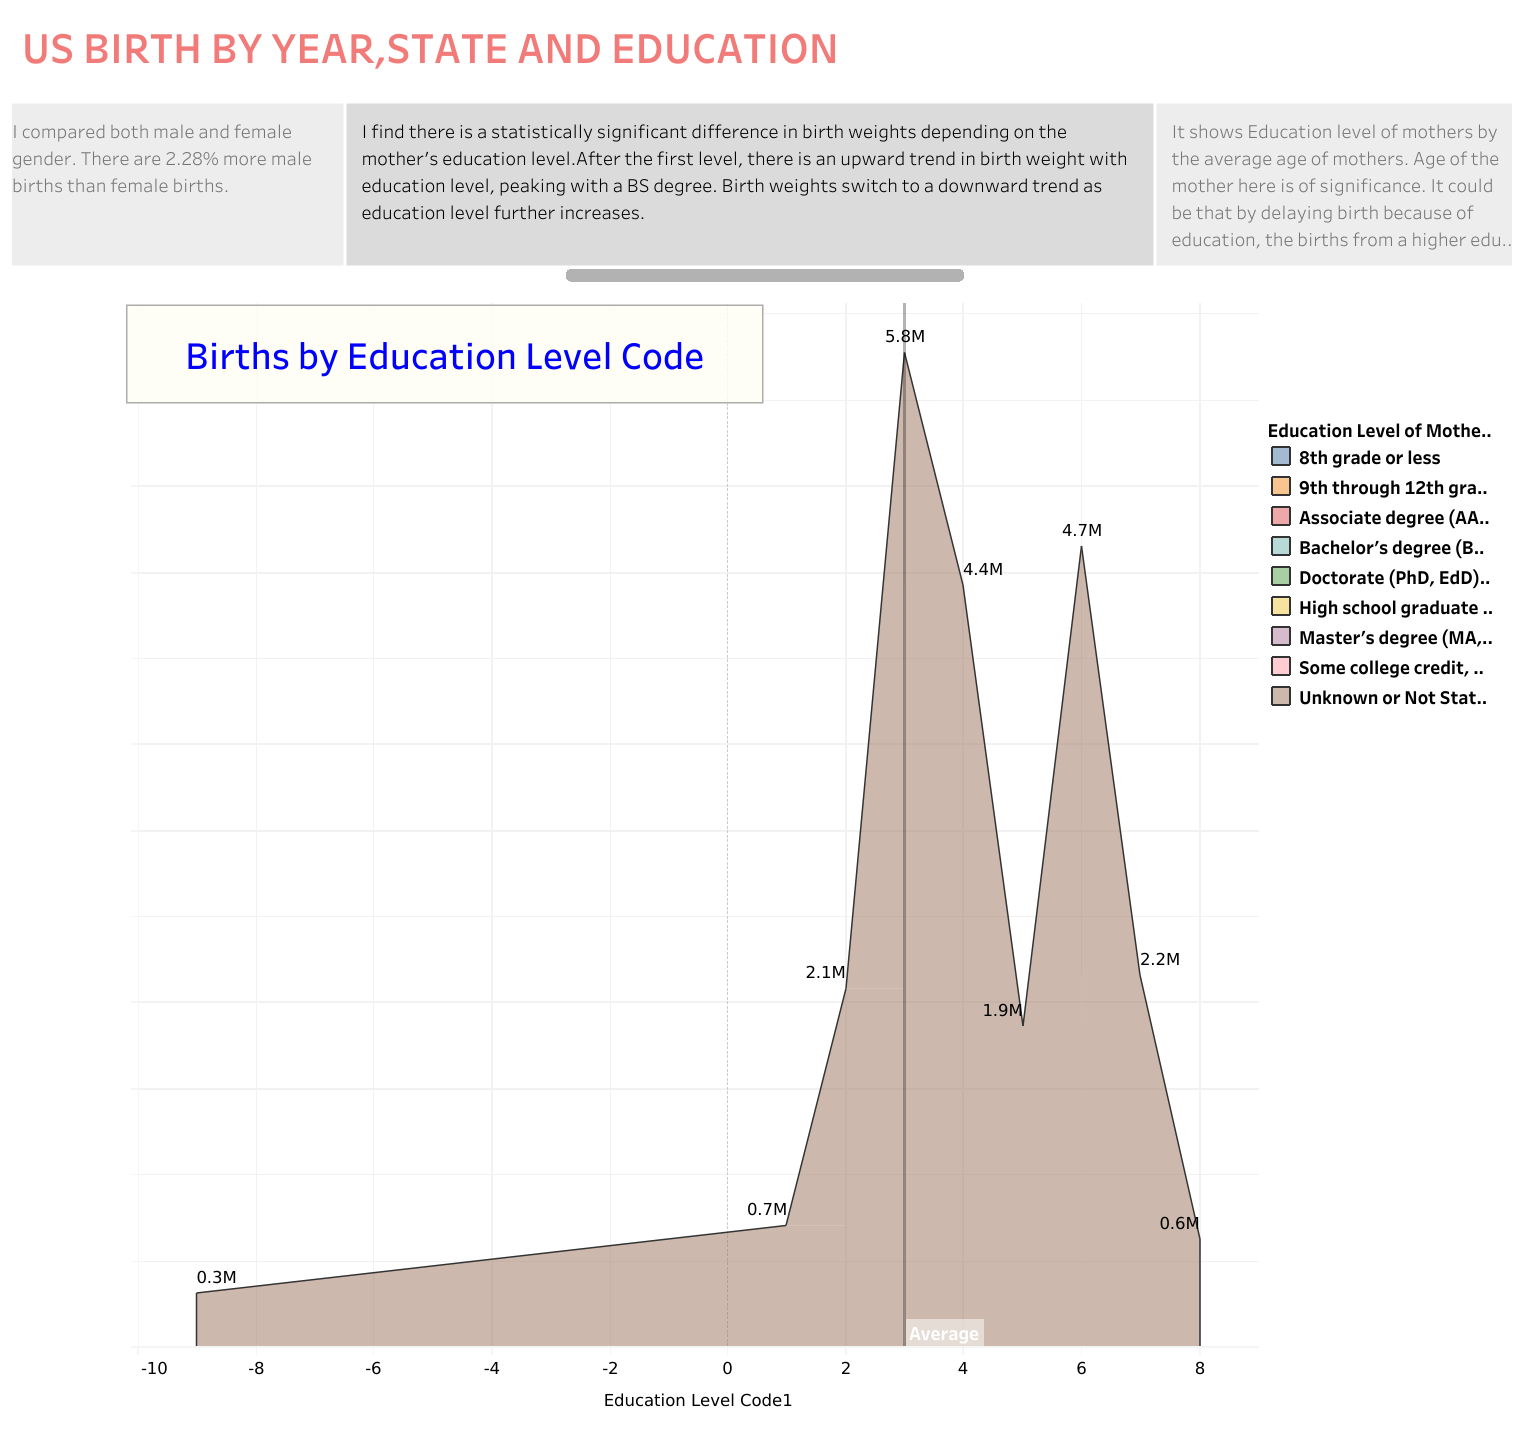 US BIRTH BY YEAR,STATE AND EDUCATION
I compared both male and female
gender. There are 2.28% more male
births than female births.
I find there is a statistically significant difference in birth weights depending on the
mother’s education level.After the first level, there is an upward trend in birth weight with
education level, peaking with a BS degree. Birth weights switch to a downward trend as
education level further increases.
It shows Education level of mothers by
the average age of mothers. Age of the
mother here is of significance. It could
be that by delaying birth because of
education, the births from a higher edu..
Births by Education Level Code
5.8M
4.7M
4.4M
2.1M
2.2M
1.9M
0.7M
0.6M
0.3M
Average
-10 -8 -6 -4 -2 0 2 4 6 8
Education Level Code1
Education Level of Mothe..
8th grade or less
9th through 12th gra..
Associate degree (AA..
Bachelor’s degree (B..
Doctorate (PhD, EdD)..
High school graduate ..
Master’s degree (MA,..
Some college credit, ..
Unknown or Not Stat..